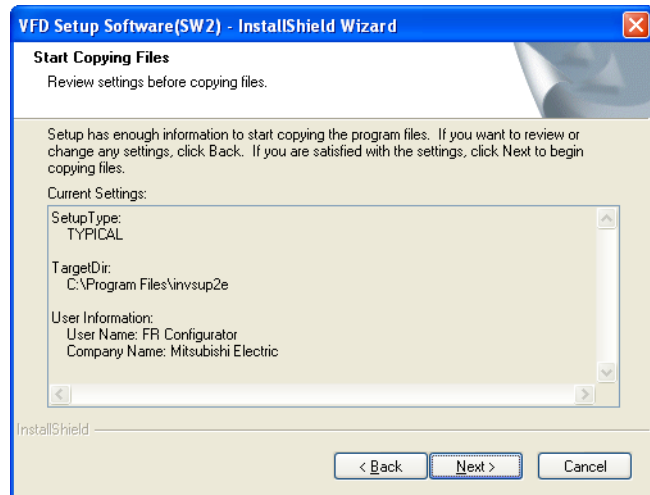 VFD Setup Software(SW2) - InstallShield Wizard
Start Copying Files
Review settings before copying files.
Setup has enough information to start copying the program files. If you want to review or
change any settings, click Back. If you are satisfied with the settings, click Next to begin
copying files.
Current Settings:
SetupType:
TYPICAL
TargetDir:
C:\Program Files\invsup2e
User Information:
User Name: FR Configurator
Company Name: Mitsubishi Electric
InstallShield
< Back
Next >
Cancel